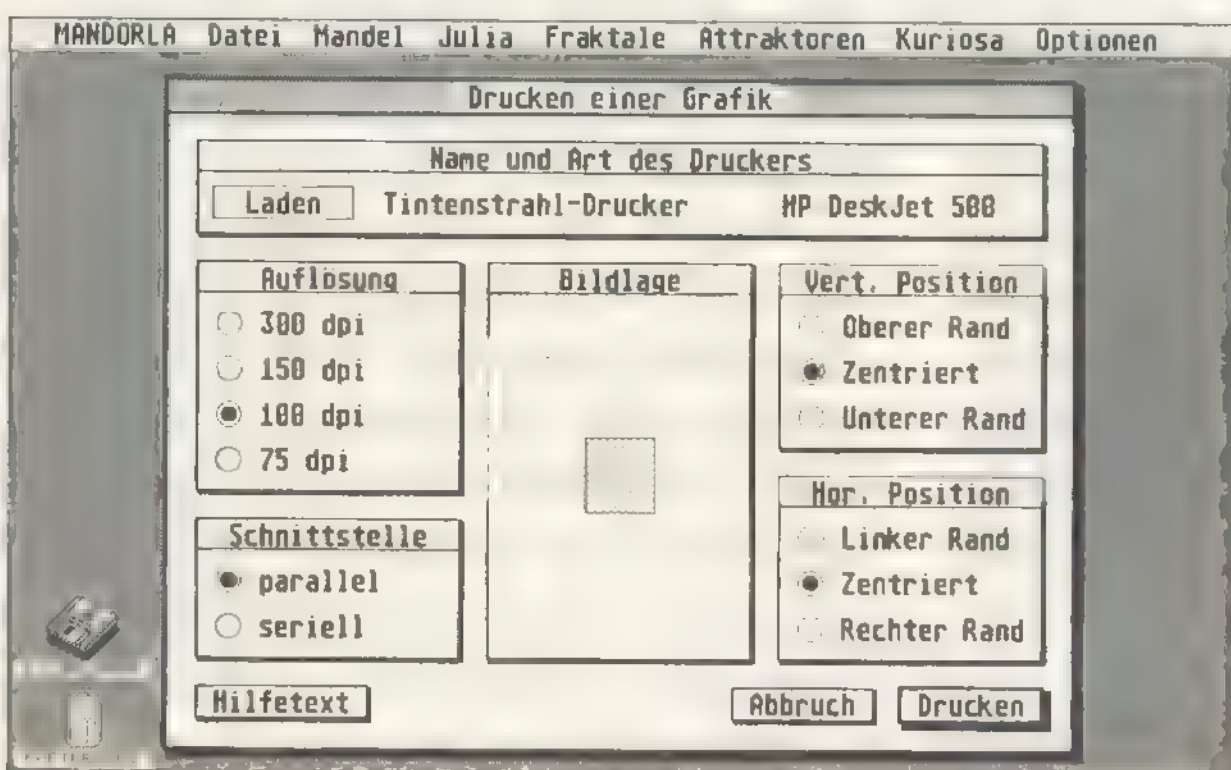 MANDORLA Datei Mandel Julia Fraktale Attraktoren Kuriosa Optionen
Drucken einer Grafik
Name und Art des Druckers
Laden Tintenstrahl-Drucker HP DeskJet 500
Auflösung
300 dpi
150 dpi
100 dpi
75 dpi
Schnittstelle
parallel
seriell
Bildlage
Vert. Position
Oberer Rand
Zentriert
Unterer Rand
Hor. Position
Linker Rand
Zentriert
Rechter Rand
Hilfetext
Abbruch
Drucken